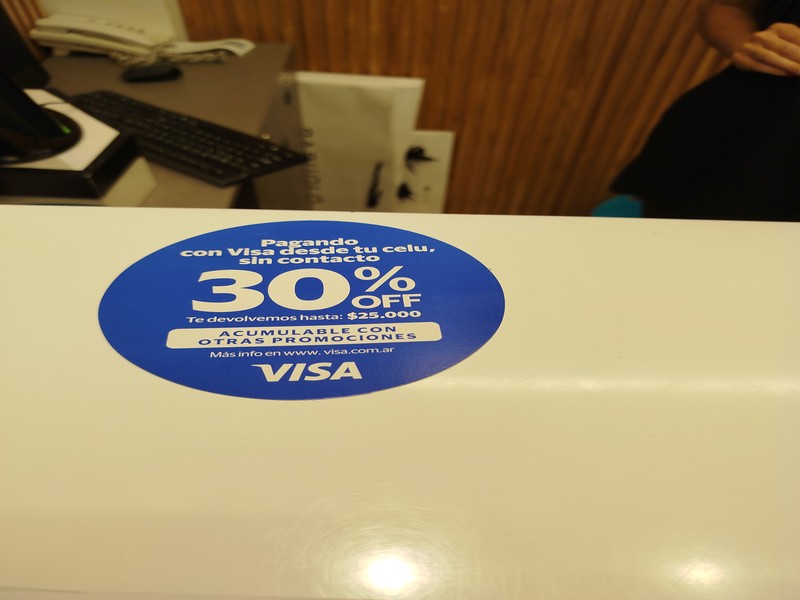 Pagando
con Visa desde tu celu,
sin contacto
30%
OFF
Te devolvemos hasta: $25.000
ACUMULABLE CON
OTRAS PROMOCIONES
Más info en www. visa.com.ar
VISA